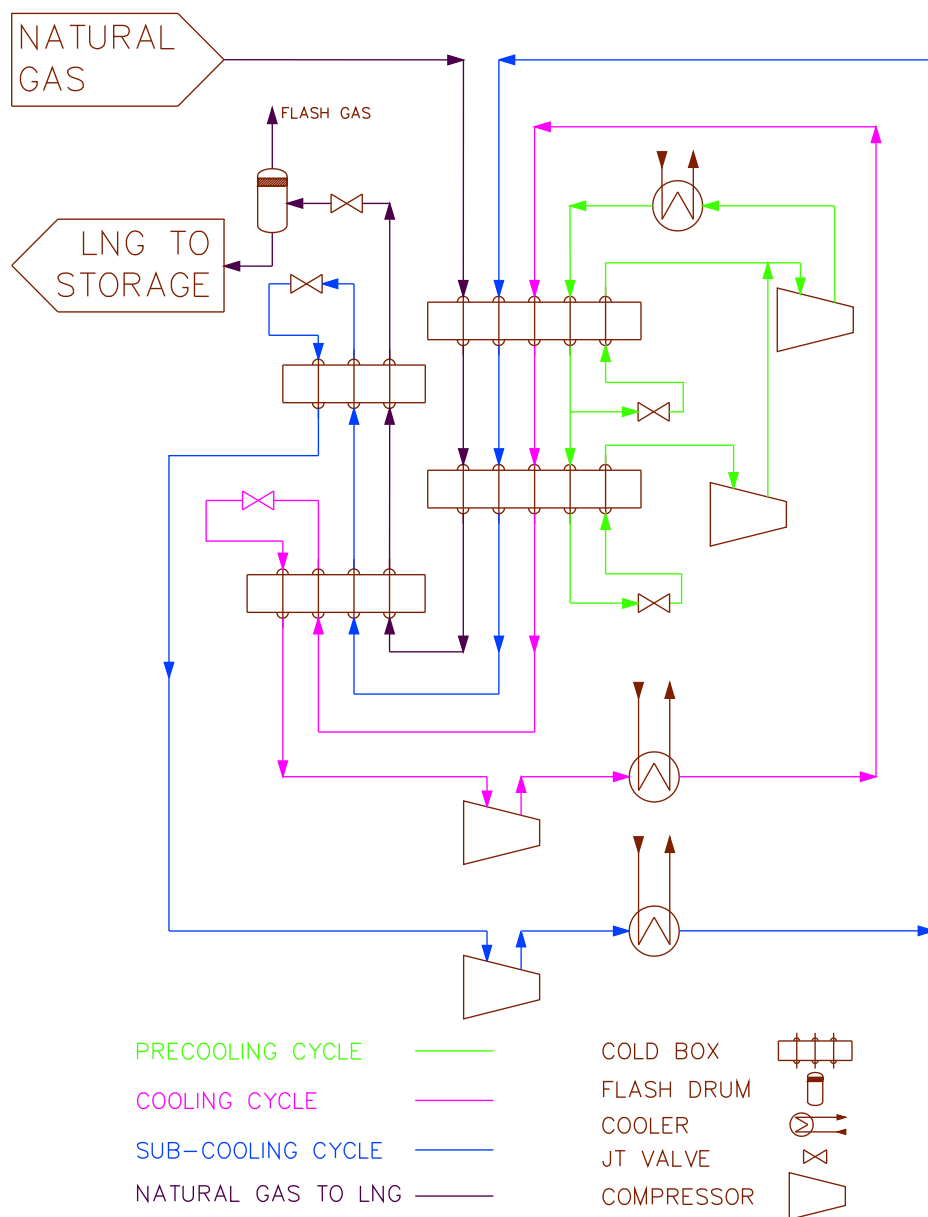 NATURAL
GAS
FLASH GAS
LNG TO
STORAGE
PRECOOLING CYCLE
COOLING CYCLE
SUB-COOLING CYCLE
NATURAL GAS TO LNG
COLD BOX
FLASH DRUM
COOLER
JT VALVE
COMPRESSOR